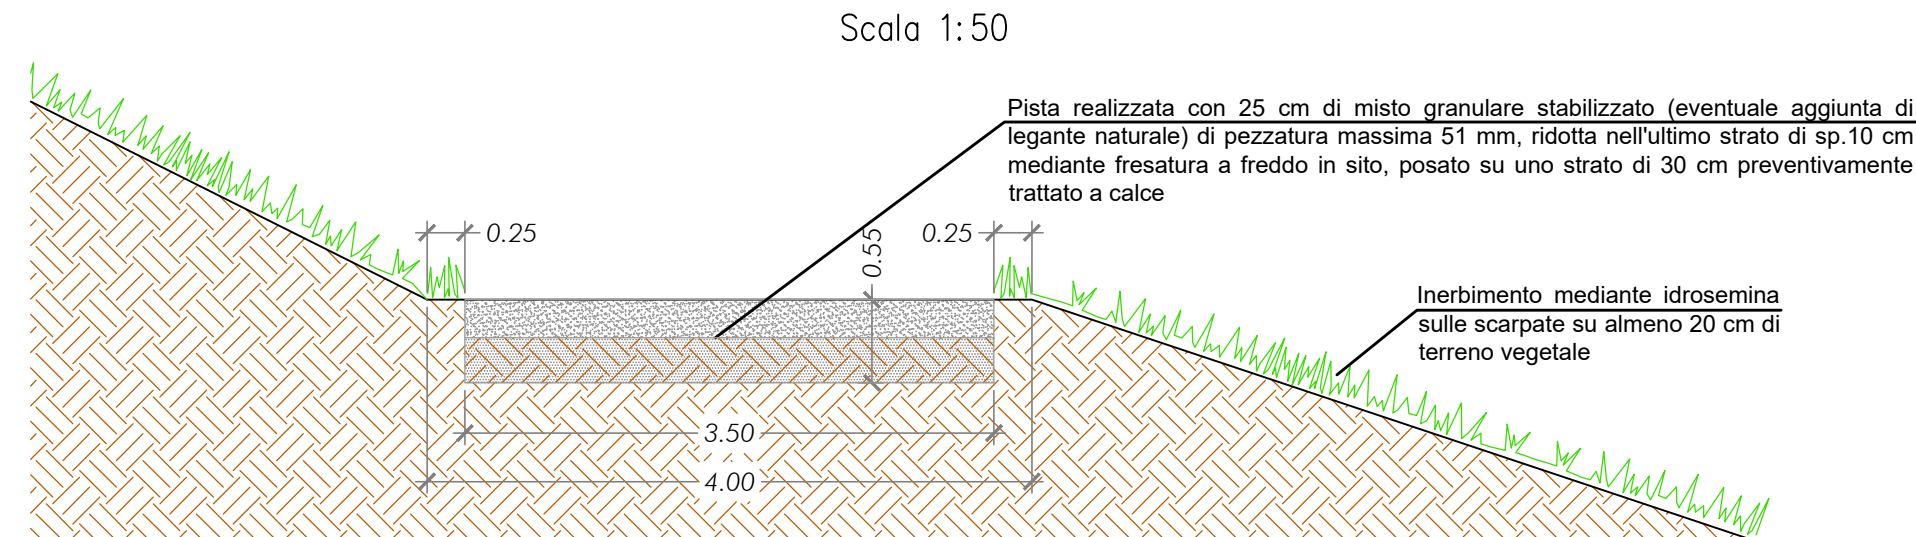 Scala 1:50
Pista realizzata con 25 cm di misto granulare stabilizzato (eventuale aggiunta di
legante naturale) di pezzatura massima 51 mm, ridotta nell'ultimo strato di sp.10 cm
mediante fresatura a freddo in sito, posato su uno strato di 30 cm preventivamente
trattato a calce
0.25
0.55
0.25
Inerbimento mediante idrosemina
sulle scarpate su almeno 20 cm di
terreno vegetale
3.50
4.00